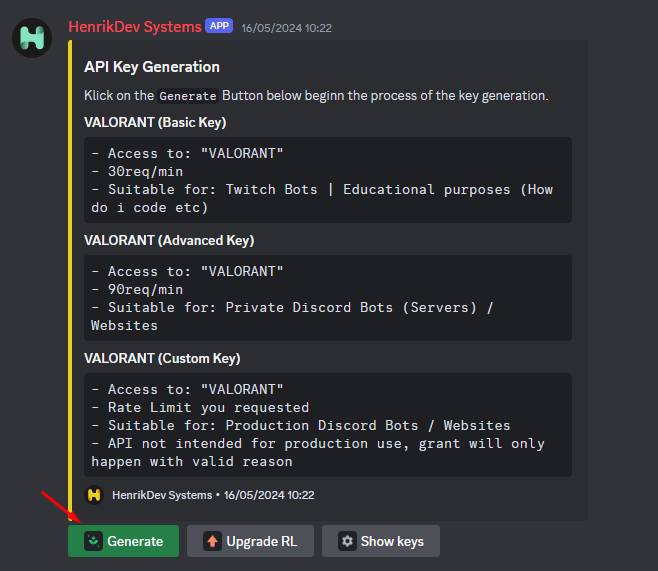 HenrikDev Systems APP 16/05/2024 10:22
API Key Generation
Klick on the Generate Button below beginn the process of the key generation.
VALORANT (Basic Key)
- Access to: "VALORANT"
- 30req/min
- Suitable for: Twitch Bots | Educational purposes (How
do i code etc)
VALORANT (Advanced Key)
- Access to: "VALORANT"
- 90req/min
- Suitable for: Private Discord Bots (Servers) /
Websites
VALORANT (Custom Key)
- Access to: "VALORANT"
- Rate Limit you requested
- Suitable for: Production Discord Bots / Websites
- API not intended for production use, grant will only
happen with valid reason
HenrikDev Systems • 16/05/2024 10:22
Generate Upgrade RL Show keys